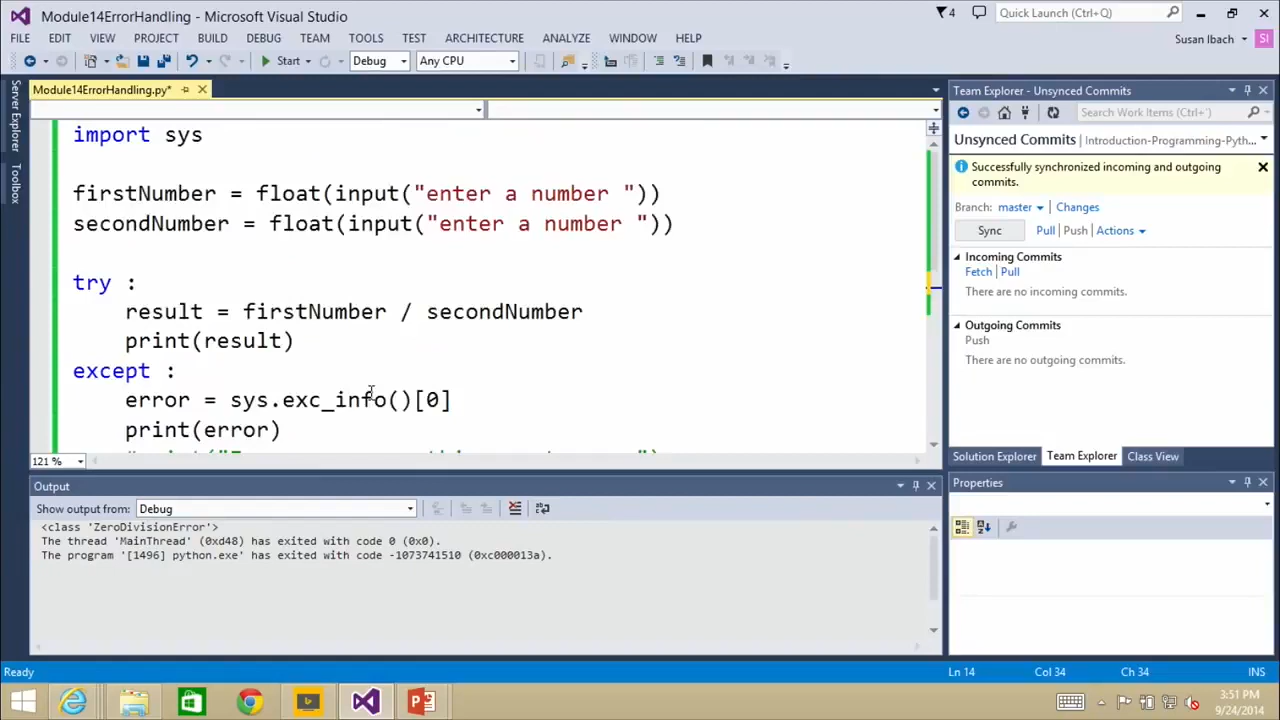 Module14ErrorHandling - Microsoft Visual Studio
4
Quick Launch (Ctrl+Q)
FILE EDIT VIEW PROJECT BUILD DEBUG TEAM TOOLS TEST ARCHITECTURE ANALYZE WINDOW HELP
Susan Ibach SI
Start Debug Any CPU
Server Explorer
Toolbox
Module14ErrorHandling.py*
import sys
firstNumber = float(input("enter a number "))
secondNumber = float(input("enter a number "))
try :
result = firstNumber / secondNumber
print(result)
except :
error = sys.exc_info()[0]
print(error)
121 %
Output
Show output from: Debug
<class 'ZeroDivisionError'>
The thread 'MainThread' (0xd48) has exited with code 0 (0x0).
The program '[1496] python.exe' has exited with code -1073741510 (0xc000013a).
Team Explorer - Unsynced Commits
Search Work Items (Ctrl+')
Unsynced Commits | Introduction-Programming-Pyth...
Successfully synchronized incoming and outgoing
commits.
Branch: master Changes
Sync Pull Push Actions
Incoming Commits
Fetch | Pull
There are no incoming commits.
Outgoing Commits
Push
There are no outgoing commits.
Solution Explorer Team Explorer Class View
Properties
Ready Ln 14 Col 34 Ch 34 INS
3:51 PM
9/24/2014